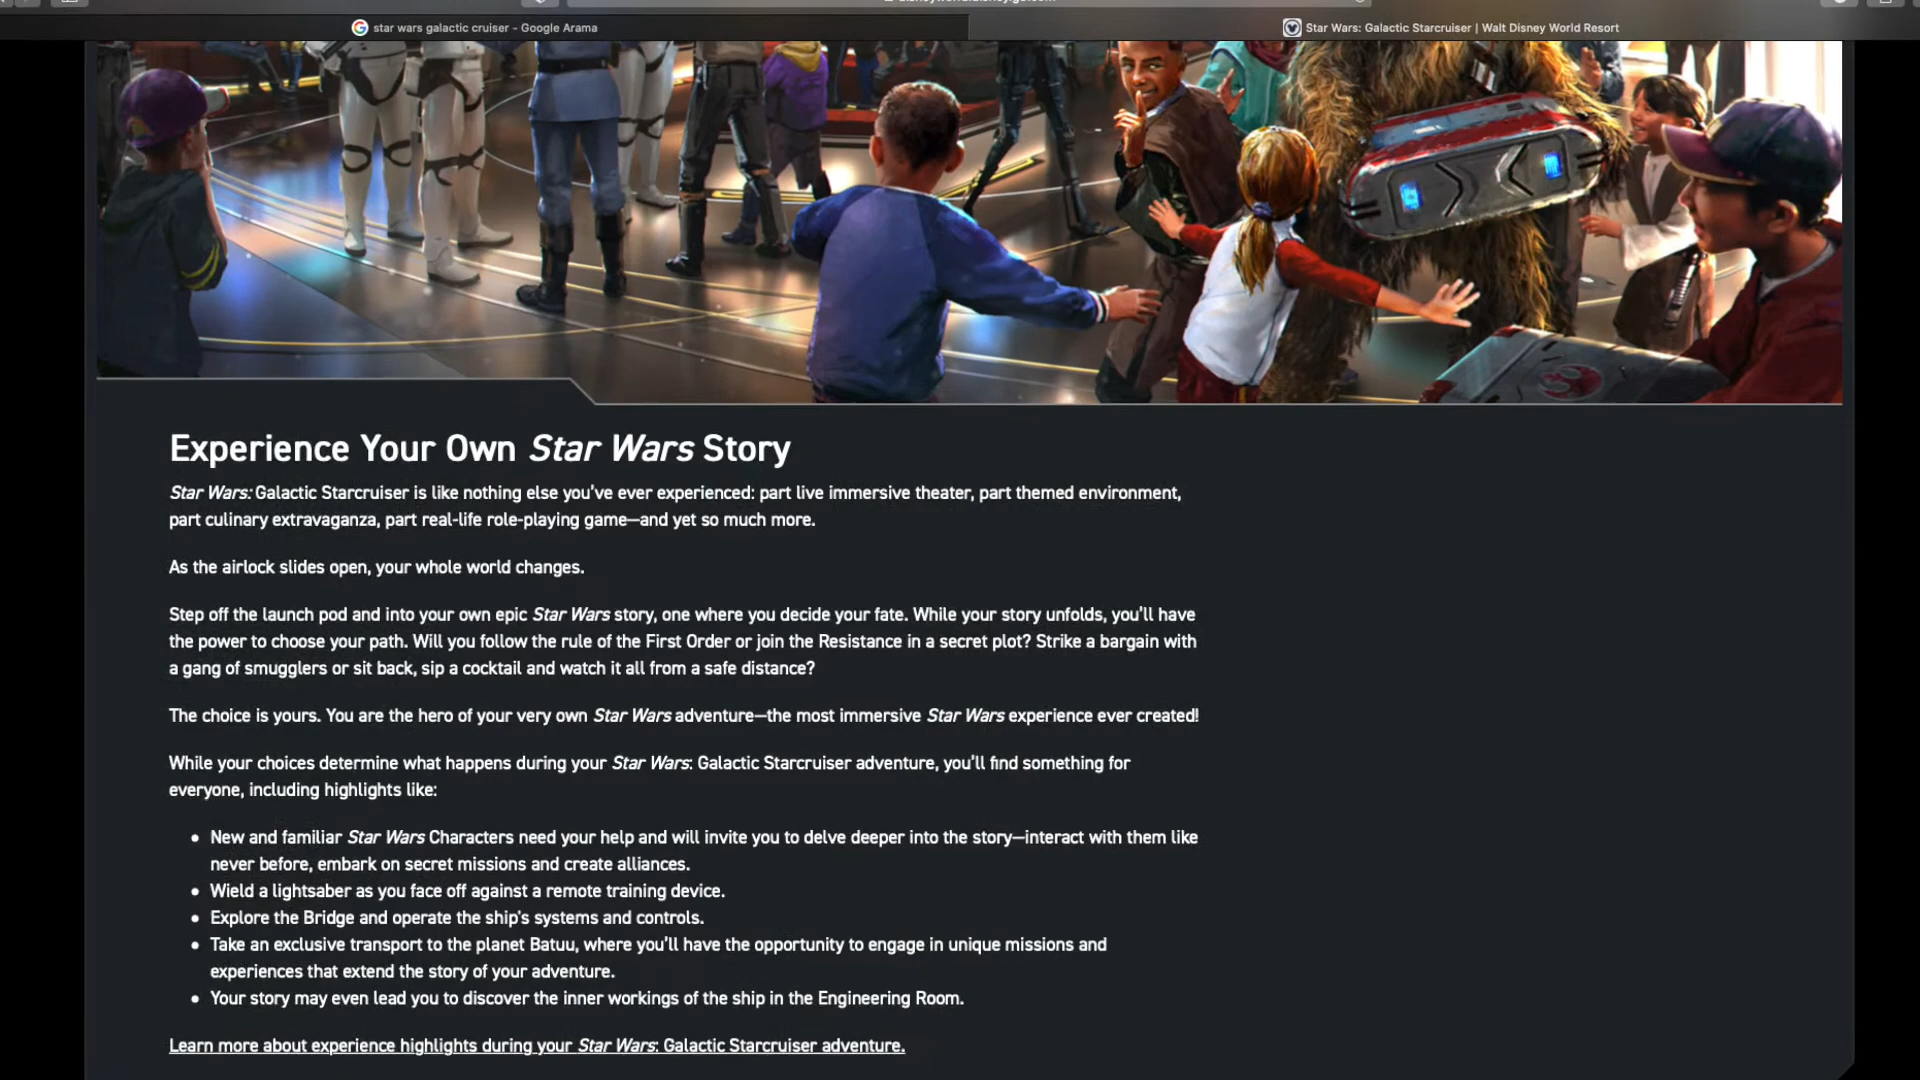 star wars galactic cruiser - Google Arama
Star Wars: Galactic Starcruiser | Walt Disney World Resort
Experience Your Own Star Wars Story
Star Wars: Galactic Starcruiser is like nothing else you've ever experienced: part live immersive theater, part themed environment,
part culinary extravaganza, part real-life role-playing game—and yet so much more.
As the airlock slides open, your whole world changes.
Step off the launch pod and into your own epic Star Wars story, one where you decide your fate. While your story unfolds, you'll have
the power to choose your path. Will you follow the rule of the First Order or join the Resistance in a secret plot? Strike a bargain with
a gang of smugglers or sit back, sip a cocktail and watch it all from a safe distance?
The choice is yours. You are the hero of your very own Star Wars adventure—the most immersive Star Wars experience ever created!
While your choices determine what happens during your Star Wars: Galactic Starcruiser adventure, you'll find something for
everyone, including highlights like:
• New and familiar Star Wars Characters need your help and will invite you to delve deeper into the story—interact with them like
never before, embark on secret missions and create alliances.
• Wield a lightsaber as you face off against a remote training device.
• Explore the Bridge and operate the ship's systems and controls.
• Take an exclusive transport to the planet Batuu, where you'll have the opportunity to engage in unique missions and
experiences that extend the story of your adventure.
• Your story may even lead you to discover the inner workings of the ship in the Engineering Room.
Learn more about experience highlights during your Star Wars: Galactic Starcruiser adventure.